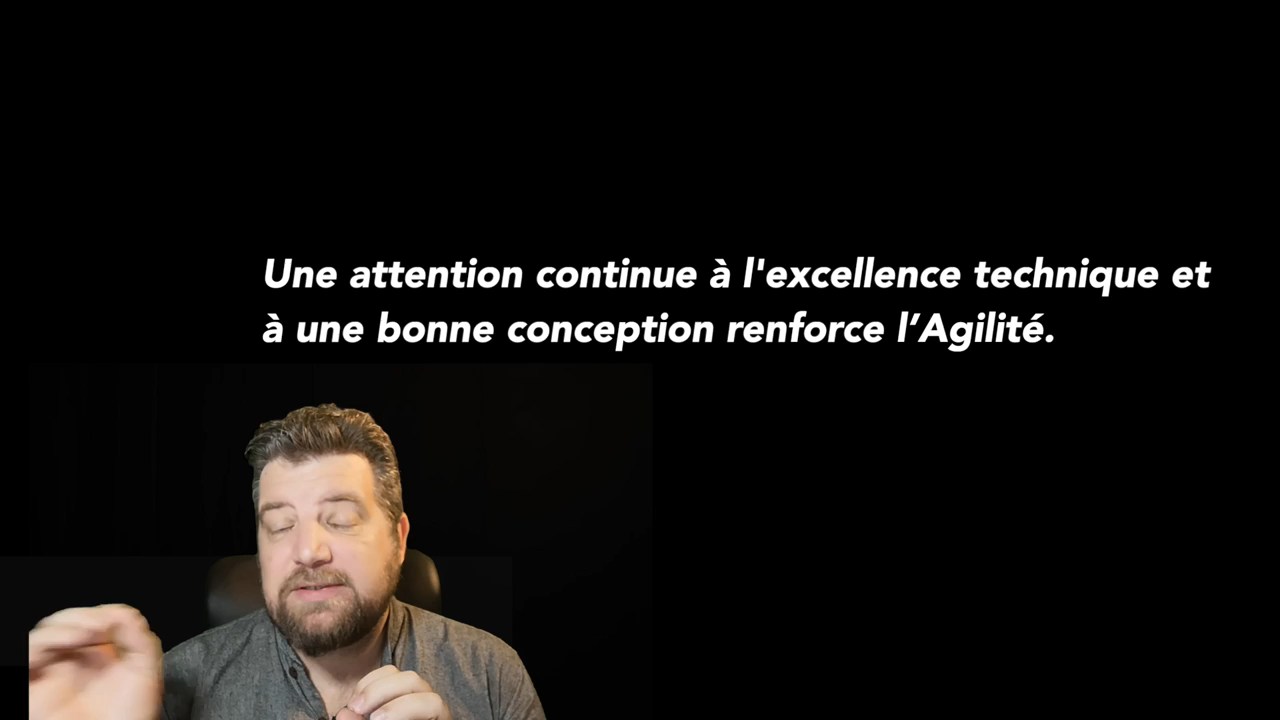 Une attention continue à l'excellence technique et
à une bonne conception renforce l’Agilité.